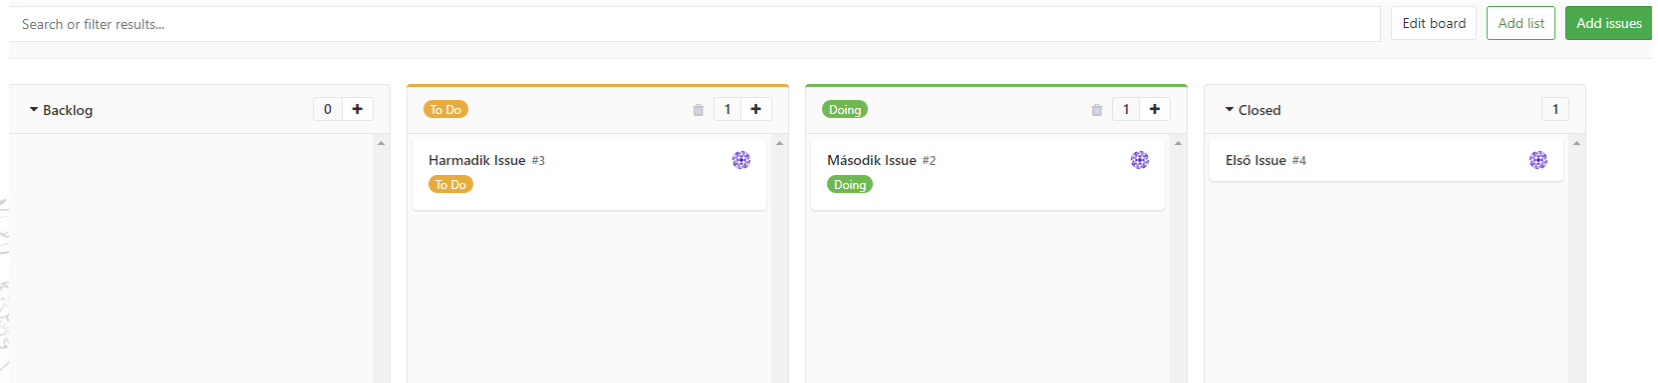 Search or filter results...
Edit board
Add list
Add issues
Backlog
0
To Do
1
Doing
1
Closed
1
Harmadik Issue #3
To Do
Második Issue #2
Doing
Első Issue #4